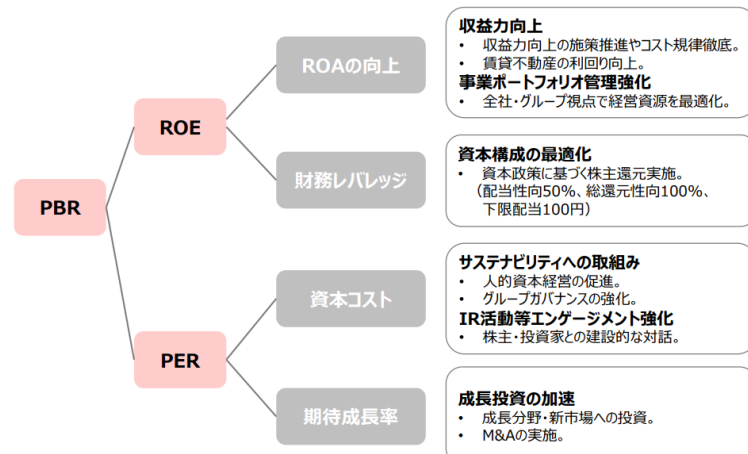 PBR
ROE
PER
ROAの向上
財務レバレッジ
資本コスト
期待成長率
収益力向上
• 収益力向上の施策推進やコスト規律徹底。
• 賃貸不動産の利回り向上。
事業ポートフォリオ管理強化
• 全社・グループ視点で経営資源を最適化。
資本構成の最適化
• 資本政策に基づく株主還元実施。
（配当性向50%、総還元性向100%、
下限配当100円）
サステナビリティへの取組み
• 人的資本経営の促進。
• グループガバナンスの強化。
IR活動等エンゲージメント強化
• 株主・投資家との建設的な対話。
成長投資の加速
• 成長分野・新市場への投資。
• M&Aの実施。